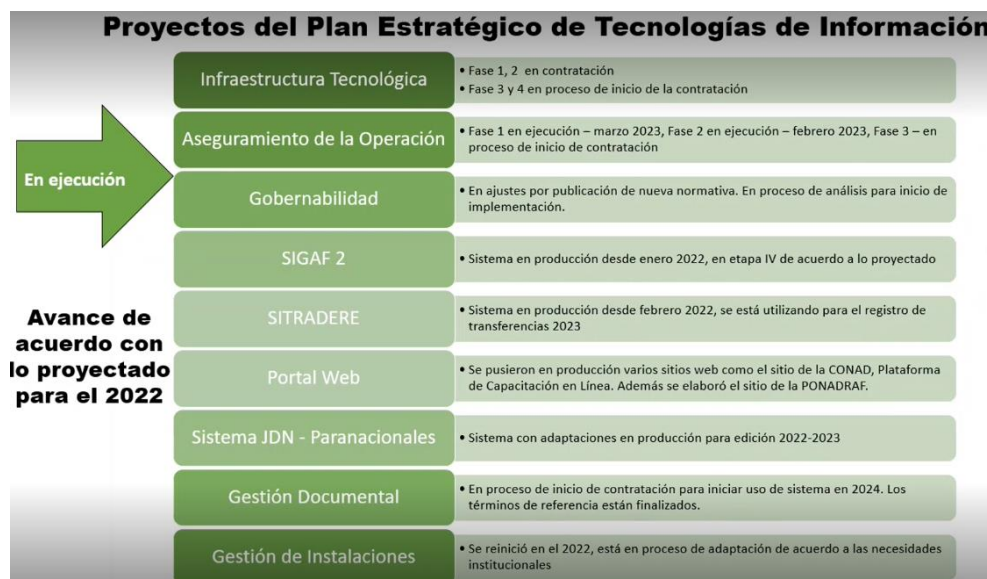 Proyectos del Plan Estratégico de Tecnologías de Información
En ejecución
Avance de
acuerdo con
lo proyectado
para el 2022
Infraestructura Tecnológica
• Fase 1, 2 en contratación
• Fase 3 y 4 en proceso de inicio de la contratación
Aseguramiento de la Operación
• Fase 1 en ejecución – marzo 2023, Fase 2 en ejecución – febrero 2023, Fase 3 – en
proceso de inicio de contratación
Gobernabilidad
• En ajustes por publicación de nueva normativa. En proceso de análisis para inicio de
implementación.
SIGAF 2
• Sistema en producción desde enero 2022, en etapa IV de acuerdo a lo proyectado
SITRADERE
• Sistema en producción desde febrero 2022, se está utilizando para el registro de
transferencias 2023
Portal Web
• Se pusieron en producción varios sitios web como el sitio de la CONAD, Plataforma
de Capacitación en Línea. Además se elaboró el sitio de la PONADRAF.
Sistema JDN - Paranacionales
• Sistema con adaptaciones en producción para edición 2022-2023
Gestión Documental
• En proceso de inicio de contratación para iniciar uso de sistema en 2024. Los
términos de referencia están finalizados.
Gestión de Instalaciones
• Se reinició en el 2022, está en proceso de adaptación de acuerdo a las necesidades
institucionales